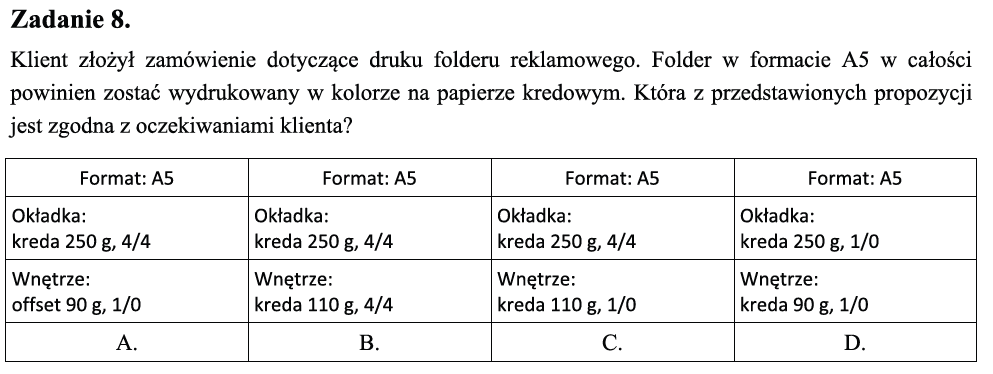 Zadanie 8.
Klient złożył zamówienie dotyczące druku folderu reklamowego. Folder w formacie A5 w całości
powinien zostać wydrukowany w kolorze na papierze kredowym. Która z przedstawionych propozycji
jest zgodna z oczekiwaniami klienta?
Format: A5 Format: A5 Format: A5 Format: A5
Okładka: Okładka: Okładka: Okładka:
kreda 250 g, 4/4 kreda 250 g, 4/4 kreda 250 g, 4/4 kreda 250 g, 1/0
Wnętrze: Wnętrze: Wnętrze: Wnętrze:
offset 90 g, 1/0 kreda 110 g, 4/4 kreda 110 g, 1/0 kreda 90 g, 1/0
A. B. C. D.